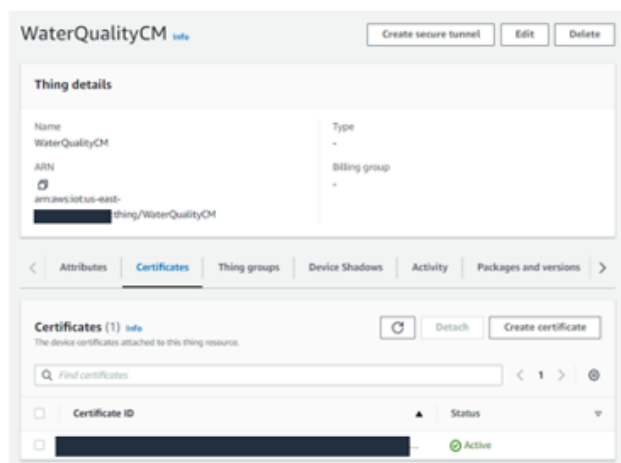 WaterQualityCM Info
Create secure tunnel
Edit
Delete
Thing details
Name
WaterQualityCM
Type
-
ARN
arn:aws:iot:us-east-
:thing/WaterQualityCM
Billing group
-
Attributes
Certificates
Thing groups
Device Shadows
Activity
Packages and versions
Certificates (1) Info
The device certificates attached to this thing resource.
Detach
Create certificate
Find certificates
1
Certificate ID
Status
...
Active